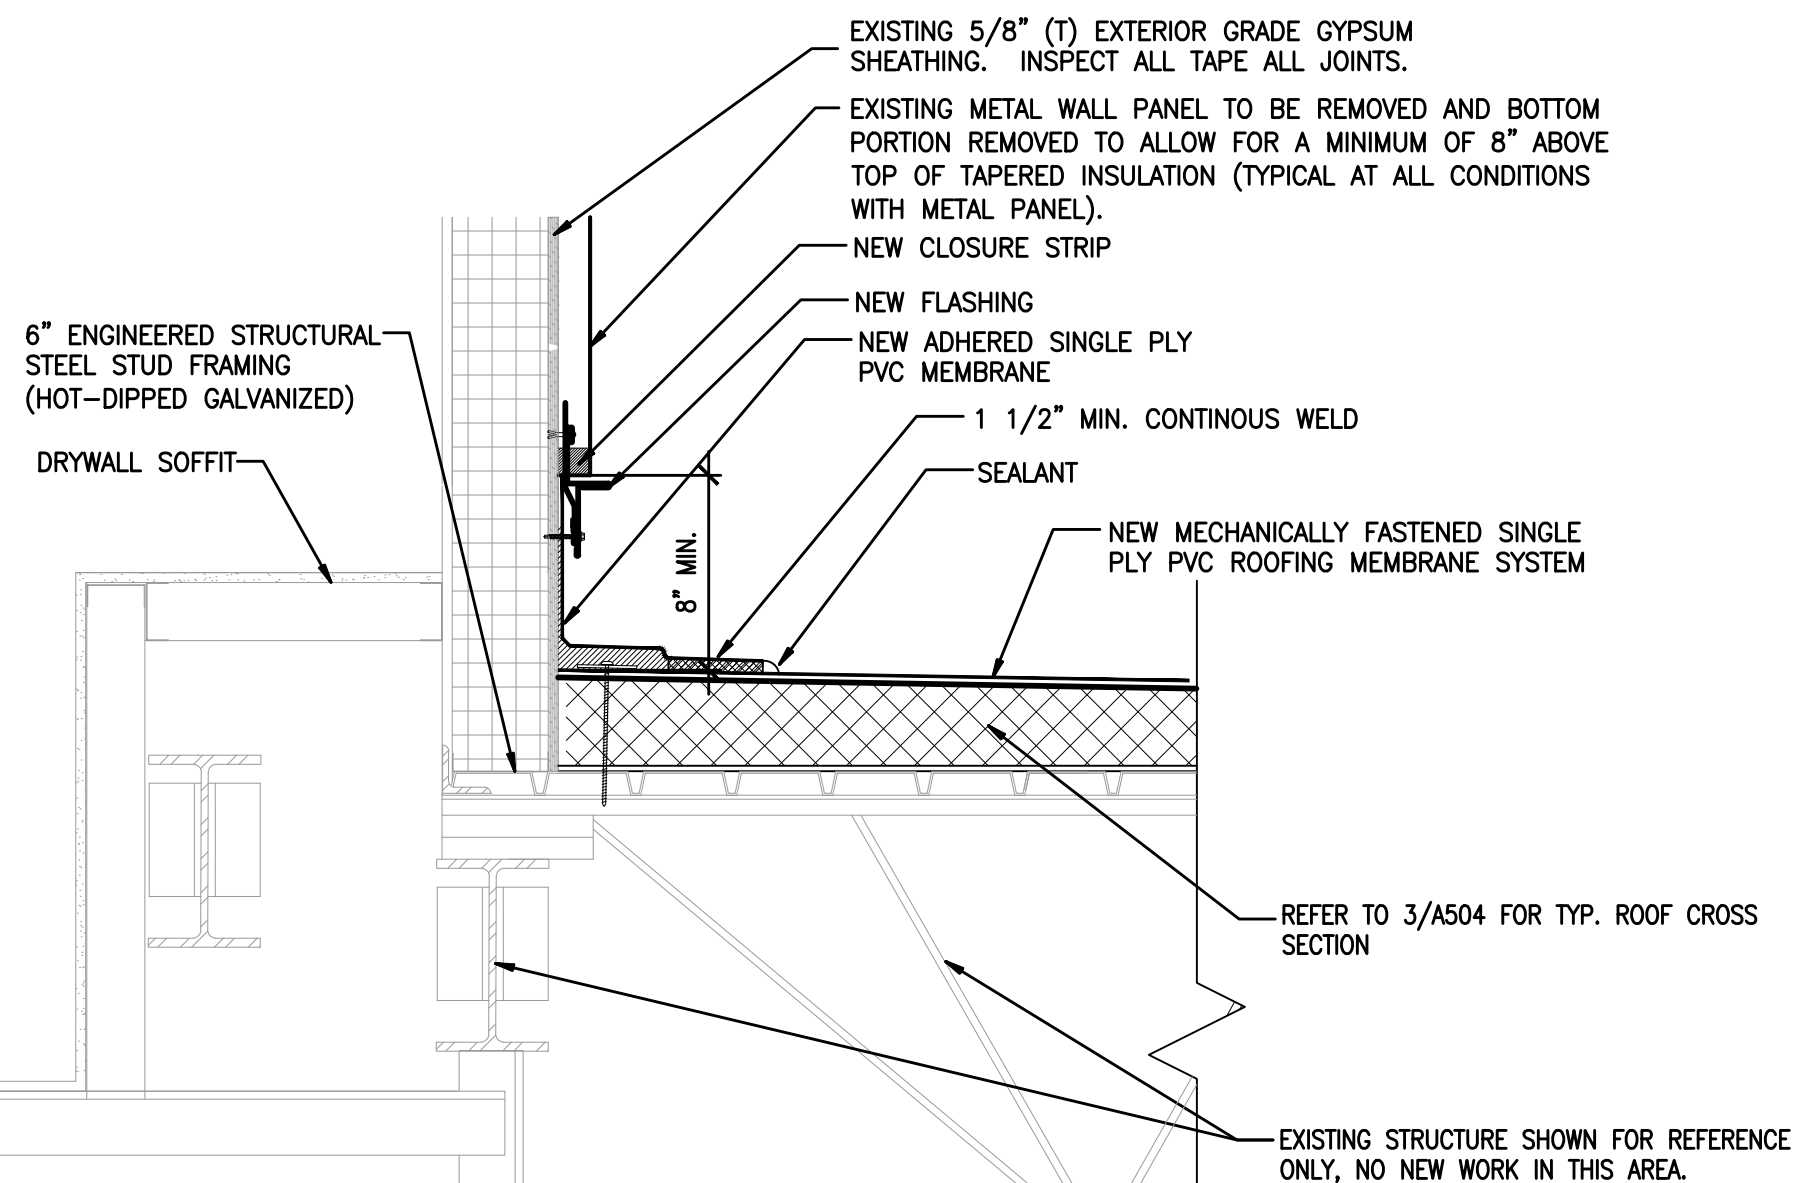 EXISTING 5/8" (T) EXTERIOR GRADE GYPSUM
SHEATHING. INSPECT ALL TAPE ALL JOINTS.
EXISTING METAL WALL PANEL TO BE REMOVED AND BOTTOM
PORTION REMOVED TO ALLOW FOR A MINIMUM OF 8" ABOVE
TOP OF TAPERED INSULATION (TYPICAL AT ALL CONDITIONS
WITH METAL PANEL).
NEW CLOSURE STRIP
NEW FLASHING
NEW ADHERED SINGLE PLY
PVC MEMBRANE
6" ENGINEERED STRUCTURAL
STEEL STUD FRAMING
(HOT-DIPPED GALVANIZED)
DRYWALL SOFFIT
1 1/2" MIN. CONTINOUS WELD
SEALANT
8" MIN.
NEW MECHANICALLY FASTENED SINGLE
PLY PVC ROOFING MEMBRANE SYSTEM
REFER TO 3/A504 FOR TYP. ROOF CROSS
SECTION
EXISTING STRUCTURE SHOWN FOR REFERENCE
ONLY, NO NEW WORK IN THIS AREA.